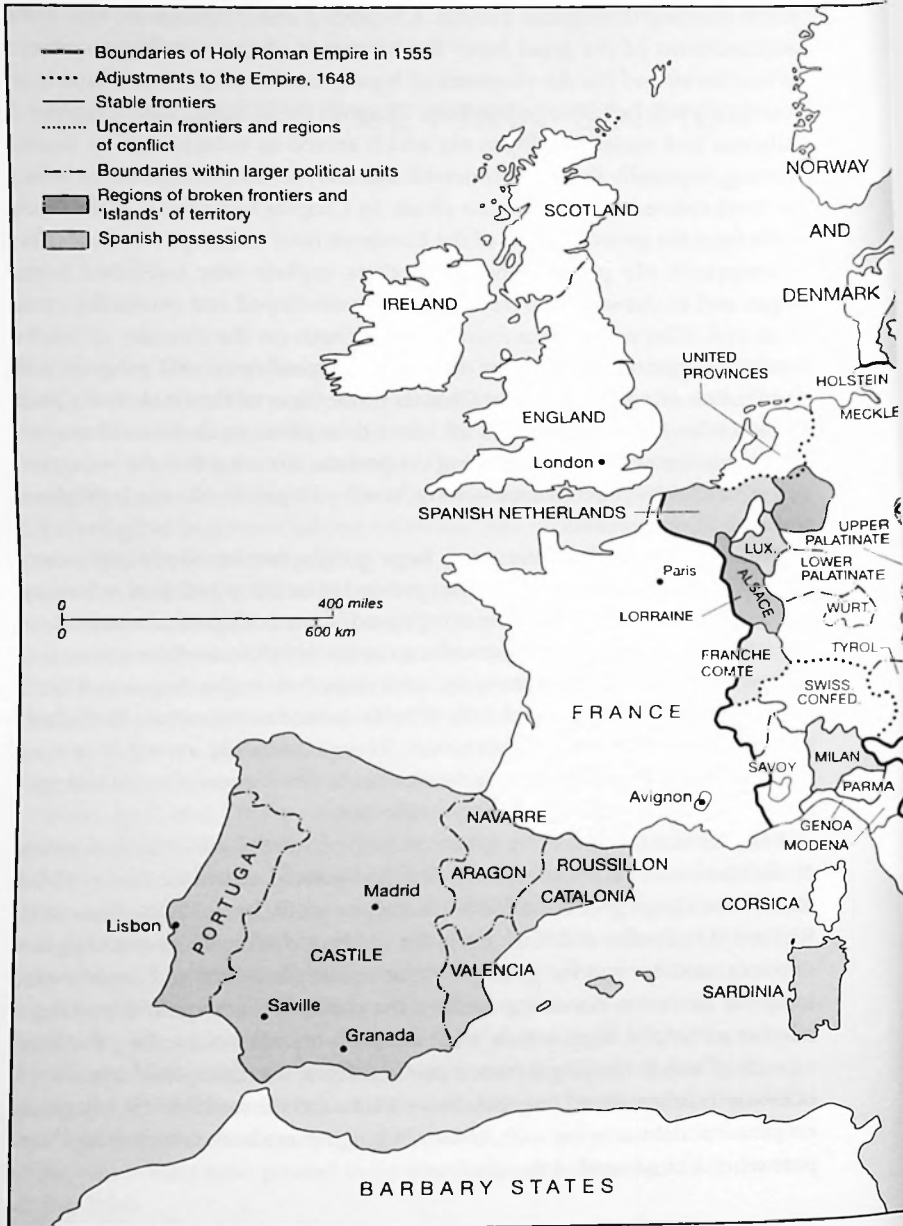 Boundaries of Holy Roman Empire in 1555
Adjustments to the Empire, 1648
Stable frontiers
Uncertain frontiers and regions
of conflict
Boundaries within larger political units
Regions of broken frontiers and
'Islands' of territory
Spanish possessions
NORWAY
AND
DENMARK
SCOTLAND
IRELAND
UNITED
PROVINCES
HOLSTEIN
MECKLE
ENGLAND
London
SPANISH NETHERLANDS
UPPER
PALATINATE
LUX.
LOWER
PALATINATE
Paris
ALSACE
WÜRT.
LORRAINE
0 400 miles
0 600 km
TYROL
FRANCHE
COMTÉ
SWISS
CONFED.
FRANCE
SAVOY
MILAN
PARMA
Avignon
GENOA
MODENA
NAVARRE
PORTUGAL
ARAGON
ROUSSILLON
CATALONIA
Madrid
CORSICA
Lisbon
CASTILE
VALENCIA
SARDINIA
Saville
Granada
BARBARY STATES